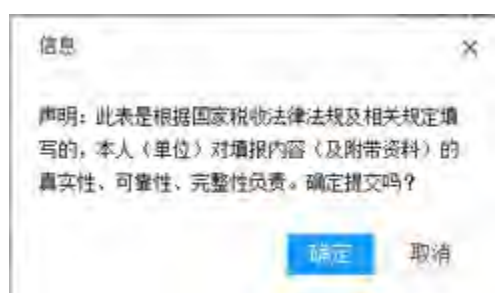 信息
声明：此表是根据国家税收法律法规及相关规定填
写的，本人（单位）对填报内容（及附带资料）的
真实性、可靠性、完整性负责。确定提交吗？
确定 取消